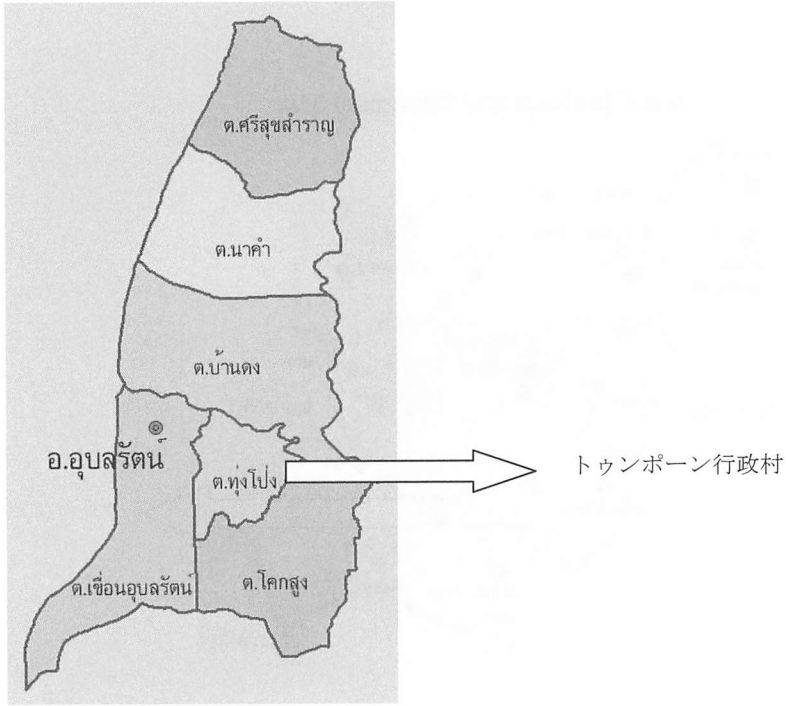 ต.ศรีสุขสำราญ
ต.นาคำ
ต.บ้านดง
อ.อุบลรัตน์
ต.ทุ่งโป่ง
トゥンポーン行政村
ต.เขื่อนอุบลรัตน์
ต.โคกสูง